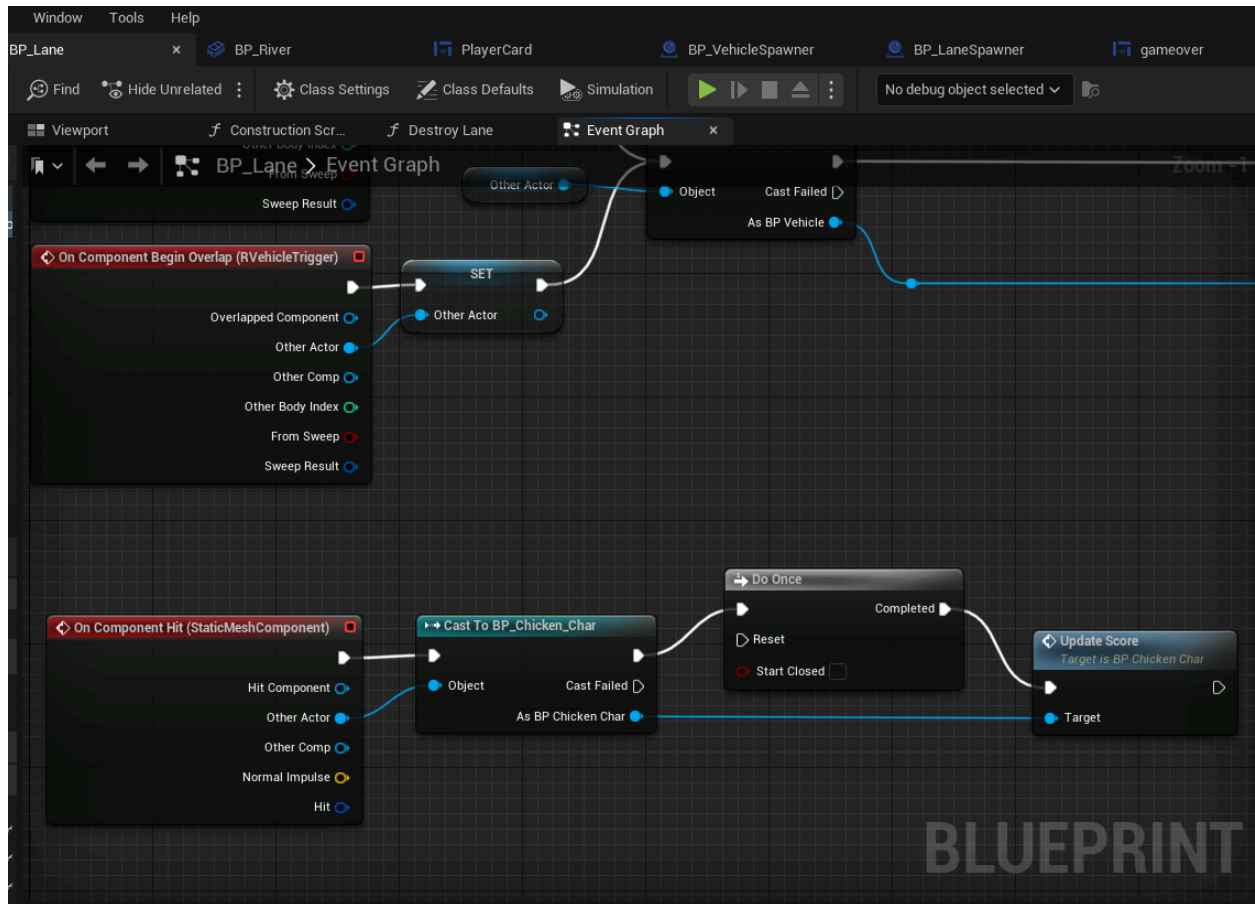 Window Tools Help
BP_Lane BP_River PlayerCard BP_VehicleSpawner BP_LaneSpawner gameover
Find Hide Unrelated Class Settings Class Defaults Simulation No debug object selected
Viewport Construction Scr... Destroy Lane Event Graph
BP_Lane > Event Graph
Zoom -1
Other Body Index
From Sweep
Sweep Result
Other Actor
Object Cast Failed
As BP Vehicle
On Component Begin Overlap (RVehicleTrigger)
Overlapped Component
Other Actor
Other Comp
Other Body Index
From Sweep
Sweep Result
SET
Other Actor
On Component Hit (StaticMeshComponent)
Hit Component
Other Actor
Other Comp
Normal Impulse
Hit
Cast To BP_Chicken_Char
Object Cast Failed
As BP Chicken Char
Do Once
Completed
Reset
Start Closed
Update Score
Target is BP Chicken Char
Target
BLUEPRINT